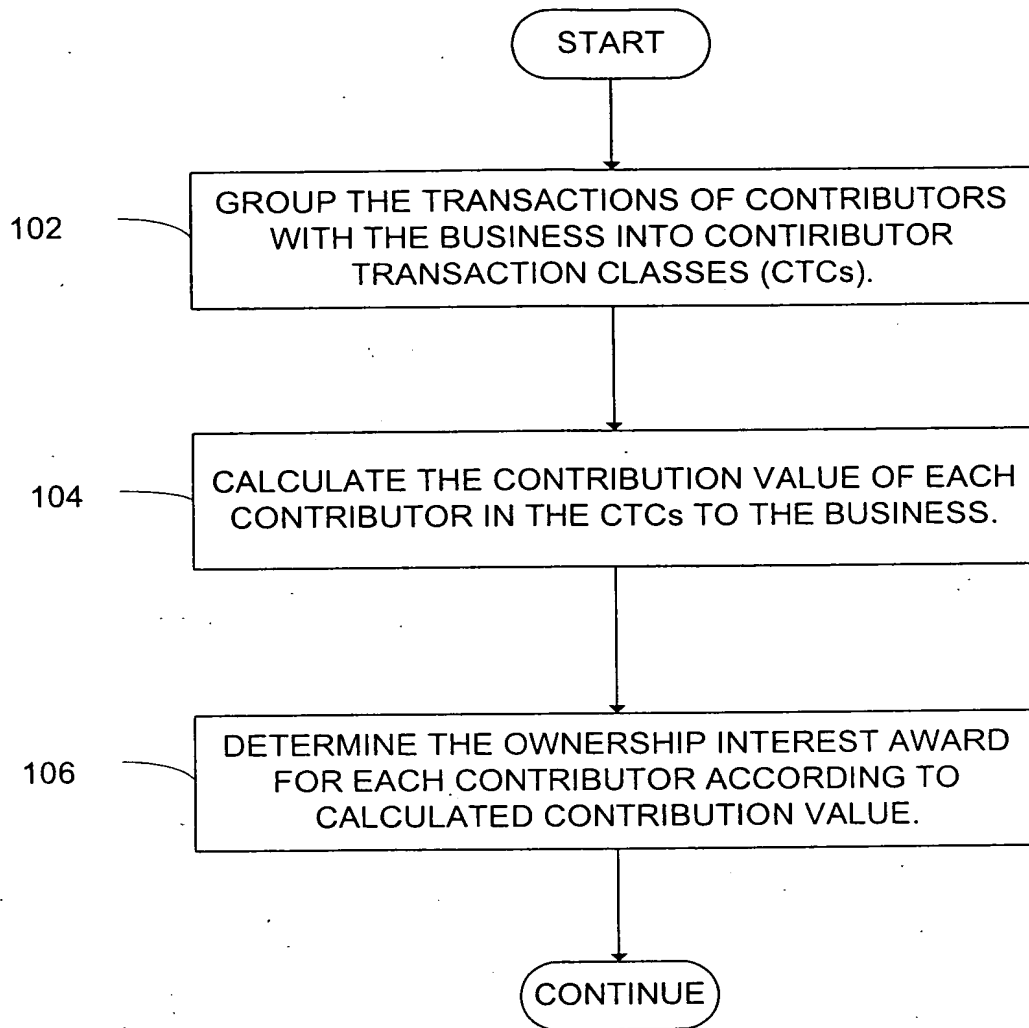 START
102
GROUP THE TRANSACTIONS OF CONTRIBUTORS
WITH THE BUSINESS INTO CONTIRIBUTOR
TRANSACTION CLASSES (CTCs).
104
CALCULATE THE CONTRIBUTION VALUE OF EACH
CONTRIBUTOR IN THE CTCs TO THE BUSINESS.
106
DETERMINE THE OWNERSHIP INTEREST AWARD
FOR EACH CONTRIBUTOR ACCORDING TO
CALCULATED CONTRIBUTION VALUE.
CONTINUE